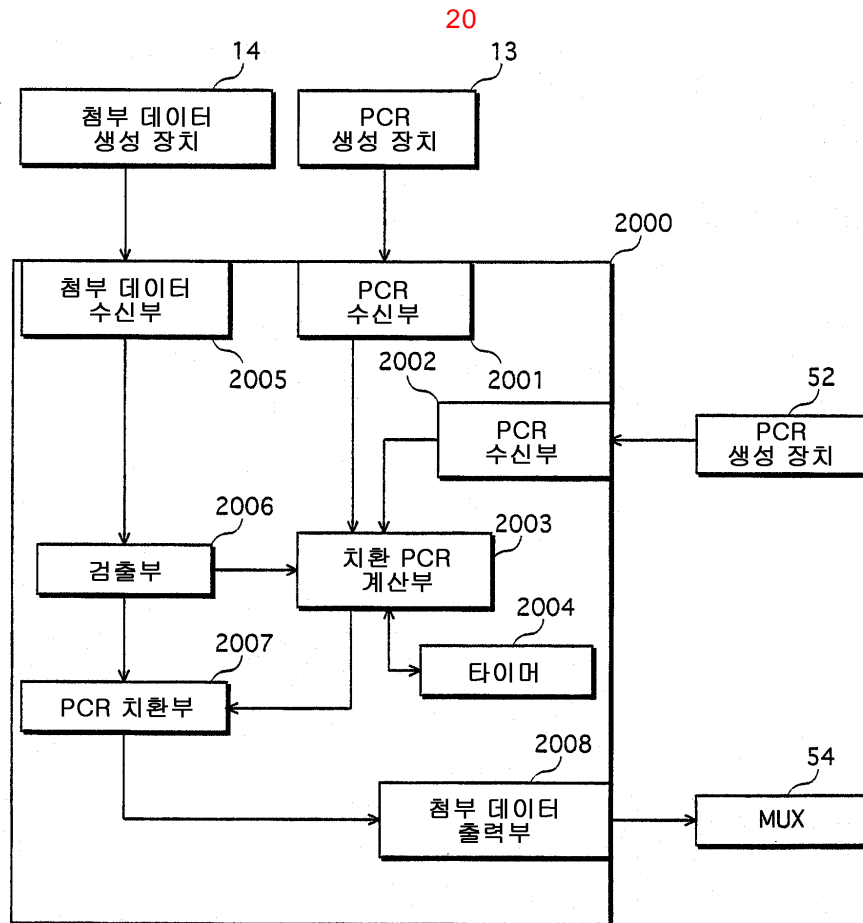 20
14
13
첨부 데이터
생성 장치
PCR
생성 장치
2000
첨부 데이터
수신부
PCR
수신부
2005
2001
2002
52
PCR
수신부
PCR
생성 장치
2006
2003
검출부
치환 PCR
계산부
2004
2007
타이머
PCR 치환부
2008
54
첨부 데이터
출력부
MUX